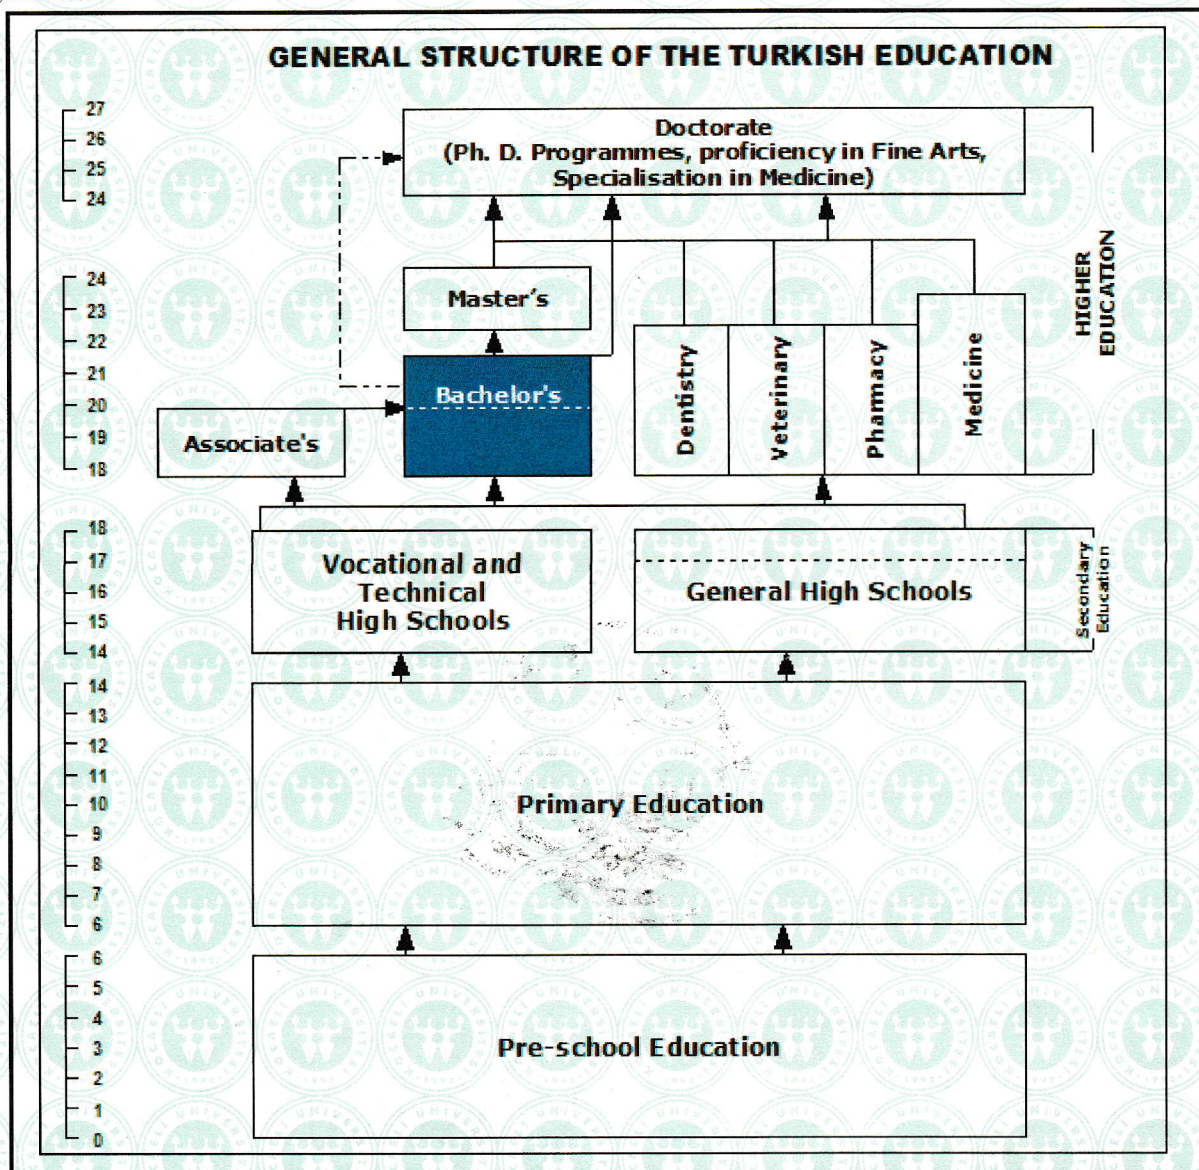 GENERAL STRUCTURE OF THE TURKISH EDUCATION
27
26
25
24
Doctorate
(Ph. D. Programmes, proficiency in Fine Arts,
Specialisation in Medicine)
HIGHER
EDUCATION
24
23
22
21
20
19
18
Master's
Bachelor's
Associate's
Dentistry
Veterinary
Pharmacy
Medicine
18
17
16
15
14
Vocational and
Technical
High Schools
General High Schools
Secondary
Education
14
13
12
11
10
9
8
7
6
Primary Education
6
5
4
3
2
1
0
Pre-school Education